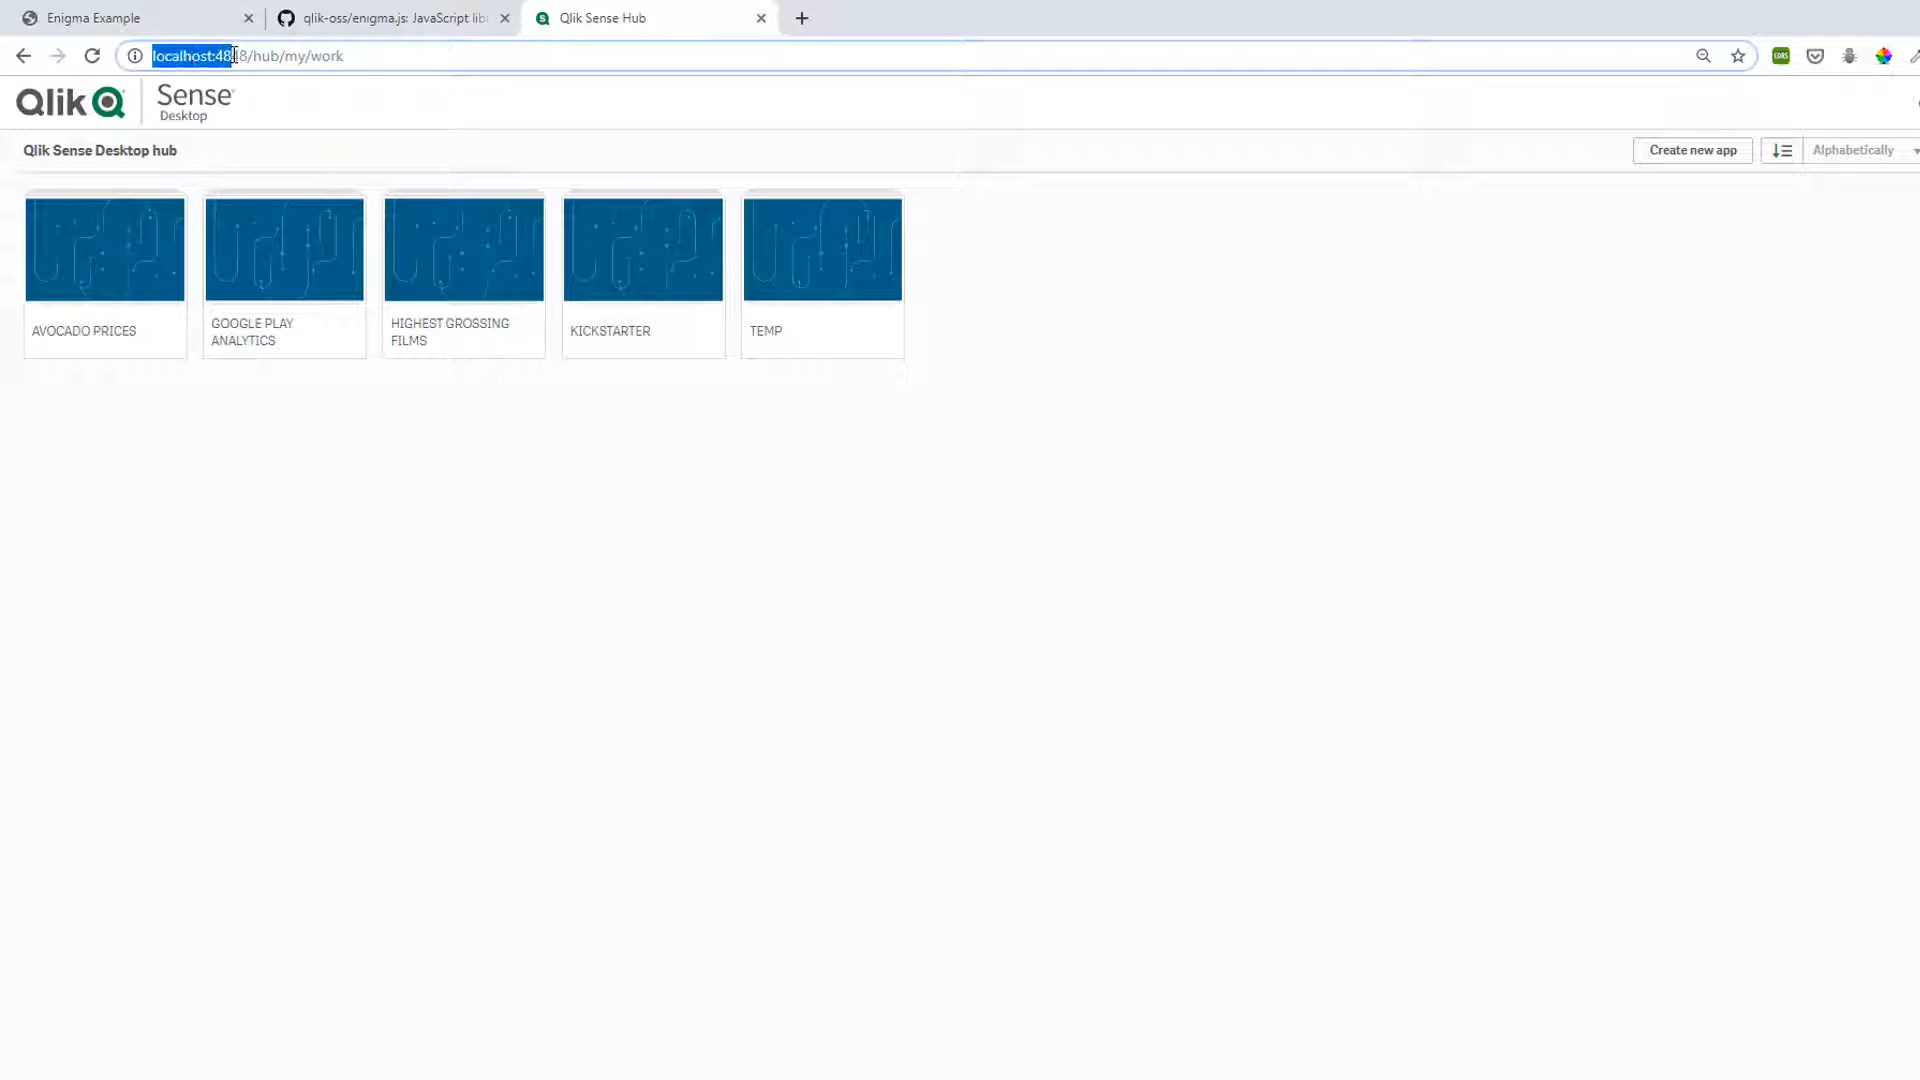 Enigma Example
qlik-oss/enigma.js: JavaScript lib
Qlik Sense Hub
localhost:4848/hub/my/work
CORS
Qlik
Sense
Desktop
Qlik Sense Desktop hub
Create new app
Alphabetically
AVOCADO PRICES
GOOGLE PLAY
ANALYTICS
HIGHEST GROSSING
FILMS
KICKSTARTER
TEMP